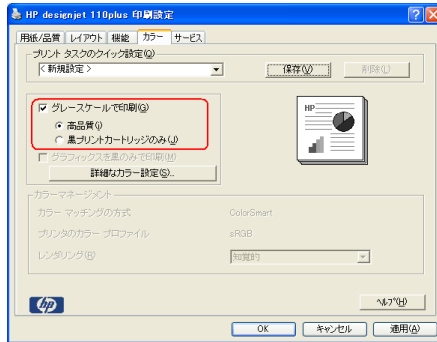 HP designjet 110plus 印刷設定
用紙/品質 レイアウト 機能 カラー サービス
プリント タスクのクイック設定(Q)
<新規設定> 保存(V) 削除(L)
グレースケールで印刷(G)
高品質(I)
黒プリントカートリッジのみ(J)
グラフィックスを黒のみで印刷(M)
詳細なカラー設定(S)...
HP
カラーマネージメント
カラー マッチングの方式 ColorSmart
プリンタのカラー プロファイル sRGB
レンダリング(R) 知覚的
hp
ヘルプ(H)
OK キャンセル 適用(A)